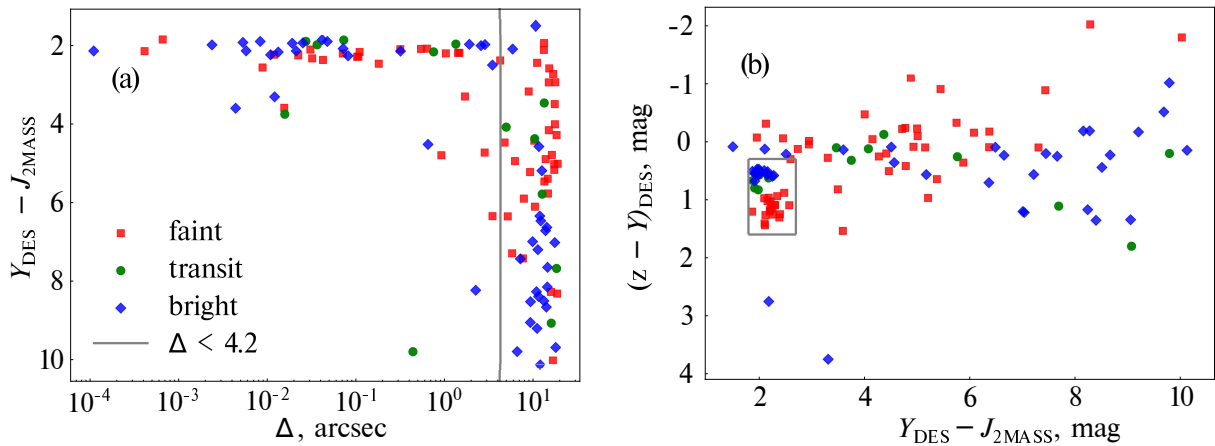 (a)
2
4
6
8
10
Y_DES − J_2MASS
faint
transit
bright
Δ < 4.2
10^−4 10^−3 10^−2 10^−1 10^0 10^1
Δ, arcsec
(b)
-2
-1
0
1
2
3
4
(z − Y)_DES, mag
2 4 6 8 10
Y_DES − J_2MASS, mag